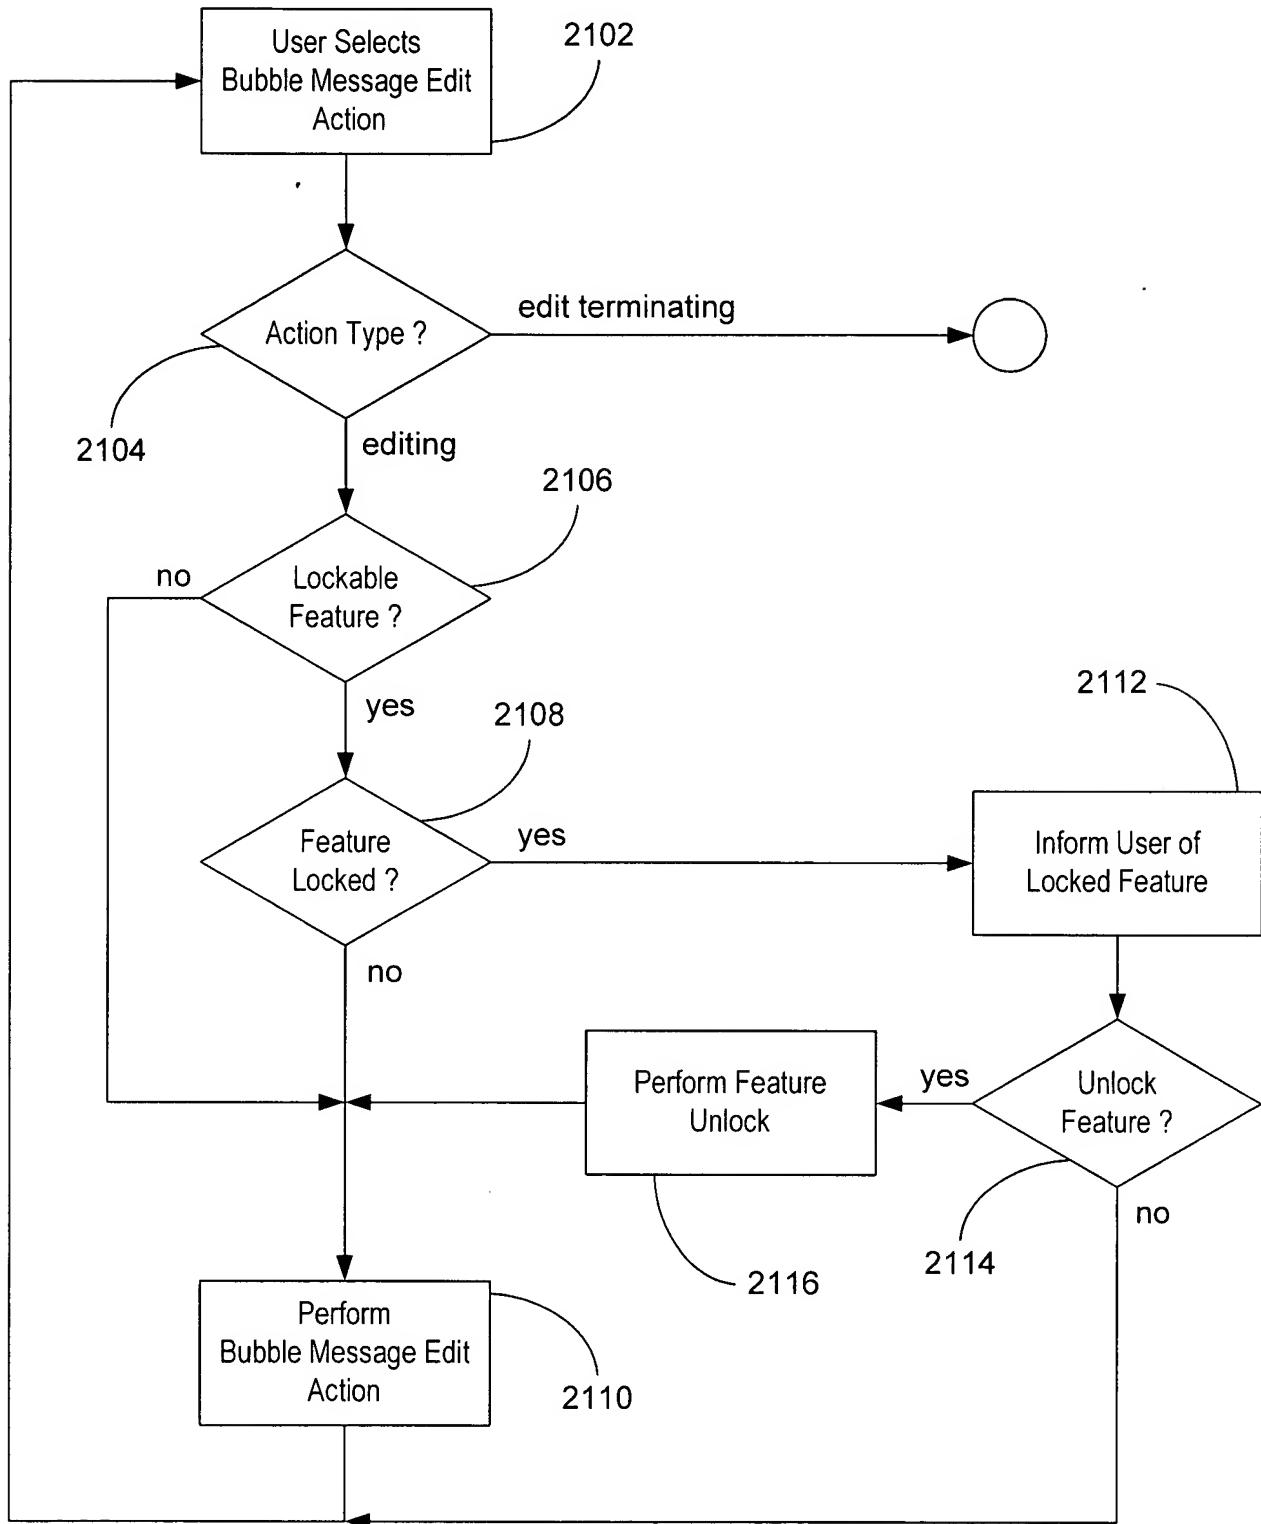 User Selects
Bubble Message Edit
Action
2102
Action Type ?
edit terminating
2104
editing
2106
Lockable
Feature ?
no
yes
2108
2112
Feature
Locked ?
yes
Inform User of
Locked Feature
no
Perform Feature
Unlock
yes
Unlock
Feature ?
no
2114
2116
Perform
Bubble Message Edit
Action
2110